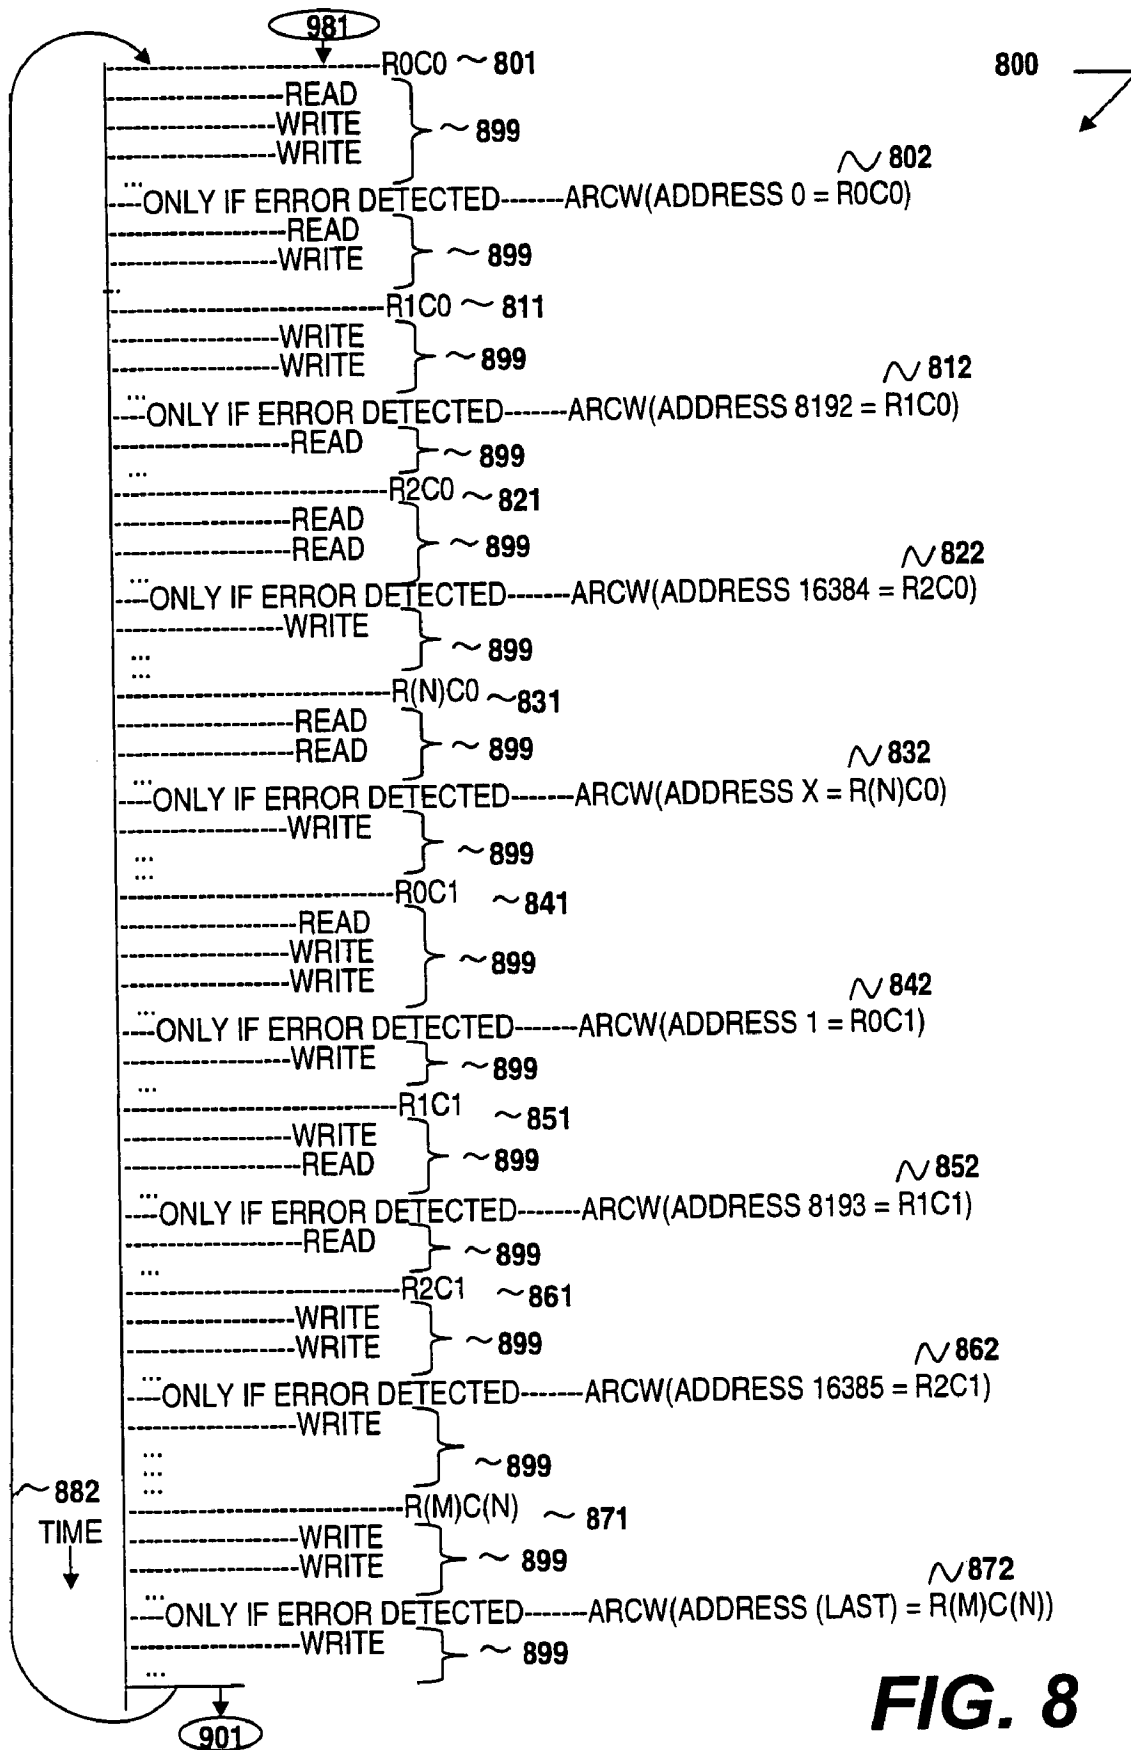 981
R0C0 ~ 801
800
READ
WRITE
WRITE
~ 899
802
... ONLY IF ERROR DETECTED-------ARCW(ADDRESS 0 = R0C0)
READ
WRITE
~ 899
...
R1C0 ~ 811
WRITE
WRITE
~ 899
812
... ONLY IF ERROR DETECTED-------ARCW(ADDRESS 8192 = R1C0)
READ
~ 899
...
R2C0 ~ 821
READ
READ
~ 899
822
... ONLY IF ERROR DETECTED-------ARCW(ADDRESS 16384 = R2C0)
WRITE
~ 899
...
...
R(N)C0 ~831
READ
READ
~ 899
832
... ONLY IF ERROR DETECTED-------ARCW(ADDRESS X = R(N)C0)
WRITE
~ 899
...
...
R0C1 ~841
READ
WRITE
WRITE
~ 899
842
... ONLY IF ERROR DETECTED-------ARCW(ADDRESS 1 = R0C1)
WRITE
~ 899
...
R1C1 ~851
WRITE
READ
~ 899
852
... ONLY IF ERROR DETECTED-------ARCW(ADDRESS 8193 = R1C1)
READ
~ 899
...
R2C1 ~861
WRITE
WRITE
~ 899
862
... ONLY IF ERROR DETECTED-------ARCW(ADDRESS 16385 = R2C1)
WRITE
~ 899
...
...
...
~ 882
TIME
R(M)C(N) ~ 871
WRITE
WRITE
~ 899
872
... ONLY IF ERROR DETECTED-------ARCW(ADDRESS (LAST) = R(M)C(N))
WRITE
~ 899
...
901
FIG. 8